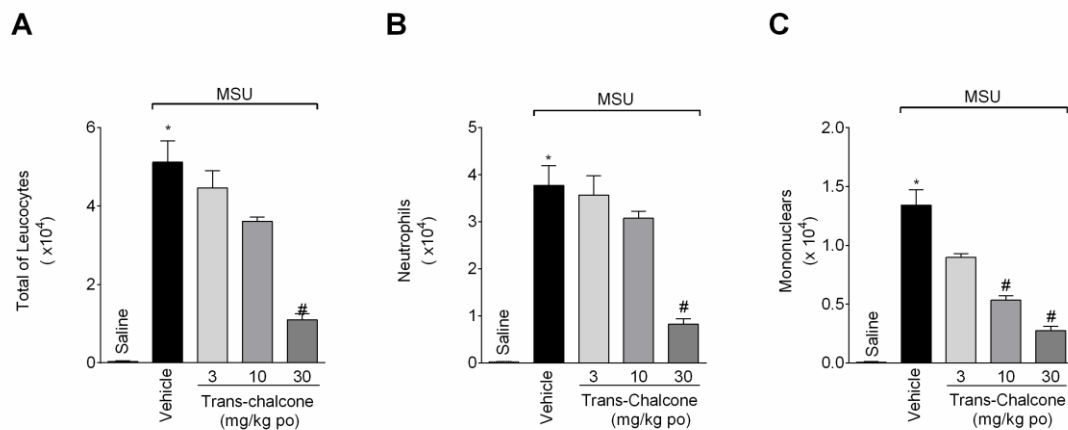 A
MSU
Total of Leucocytes
( x10⁴)
6
4
2
0
*
#
Saline
Vehicle
3 10 30
Trans-chalcone
(mg/kg po)
B
MSU
Neutrophils
( x10⁴)
5
4
3
2
1
0
*
#
Saline
Vehicle
3 10 30
Trans-Chalcone
(mg/kg po)
C
MSU
Mononuclears
(x 10⁴)
2.0
1.5
1.0
0.5
0.0
*
#
#
Saline
Vehicle
3 10 30
Trans-Chalcone
(mg/kg po)